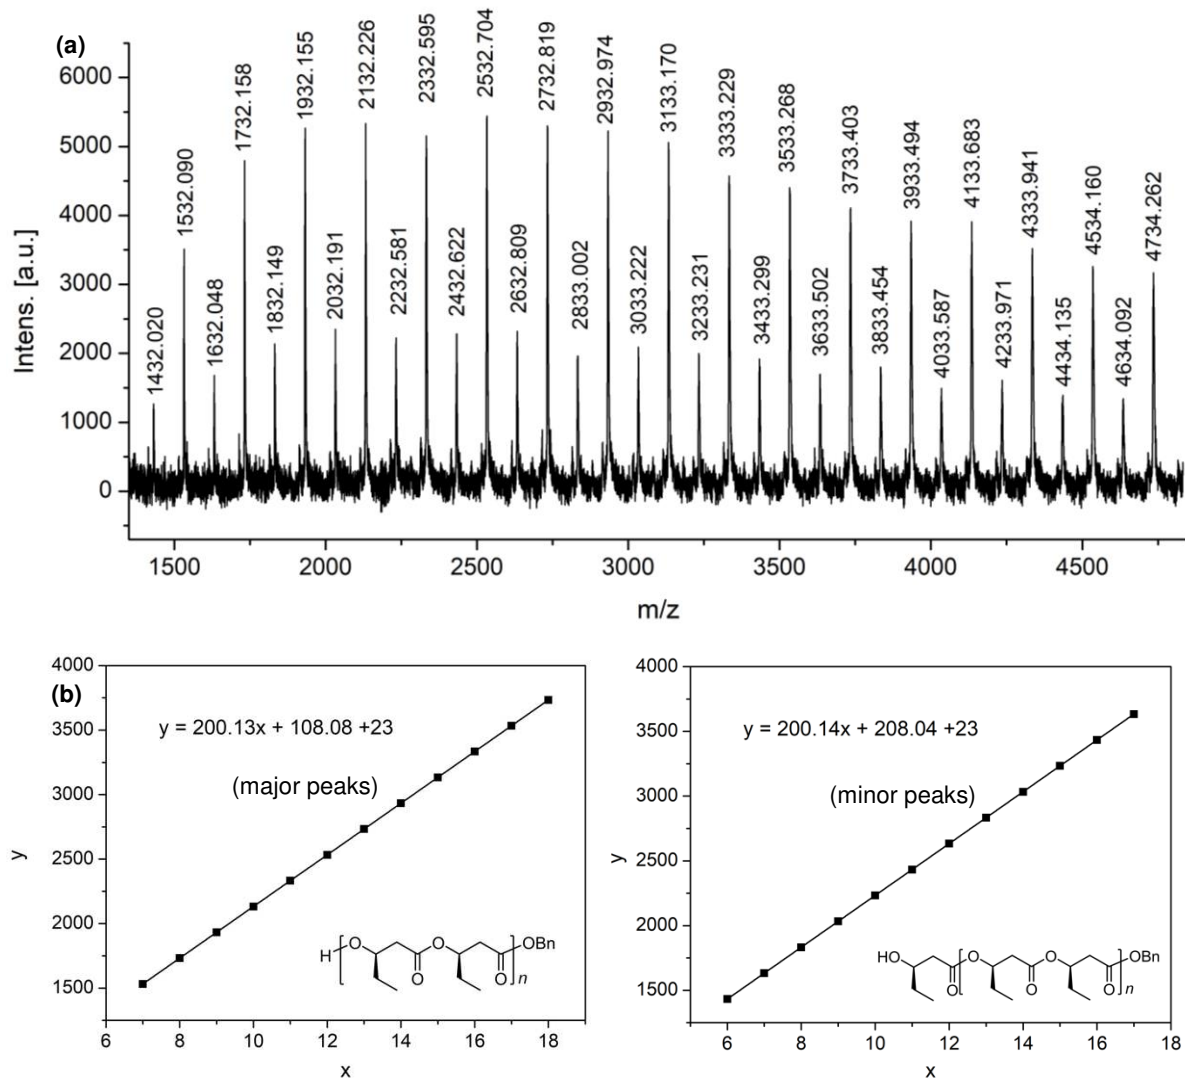 (a)
Intens. [a.u.]
6000
5000
4000
3000
2000
1000
0
1432.020
1532.090
1632.048
1732.158
1832.149
1932.155
2032.191
2132.226
2232.581
2332.595
2432.622
2532.704
2632.809
2732.819
2833.002
2932.974
3033.222
3133.170
3233.231
3333.229
3433.299
3533.268
3633.502
3733.403
3833.454
3933.494
4033.587
4133.683
4233.971
4333.941
4434.135
4534.160
4634.092
4734.262
1500 2000 2500 3000 3500 4000 4500
m/z
(b)
y
4000
3500
3000
2500
2000
1500
y = 200.13x + 108.08 +23
(major peaks)
H O O OBn
O O n
6 8 10 12 14 16 18
x
y
4000
3500
3000
2500
2000
1500
y = 200.14x + 208.04 +23
(minor peaks)
HO O O OBn
O O O n
6 8 10 12 14 16 18
x